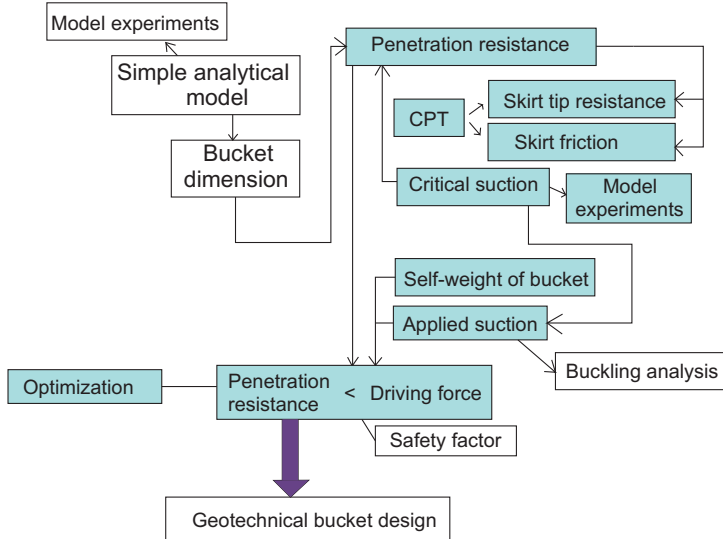 Model experiments
Simple analytical
model
Bucket
dimension
Penetration resistance
CPT
Skirt tip resistance
Skirt friction
Critical suction
Model
experiments
Self-weight of bucket
Applied suction
Buckling analysis
Optimization
Penetration
resistance < Driving force
Safety factor
Geotechnical bucket design